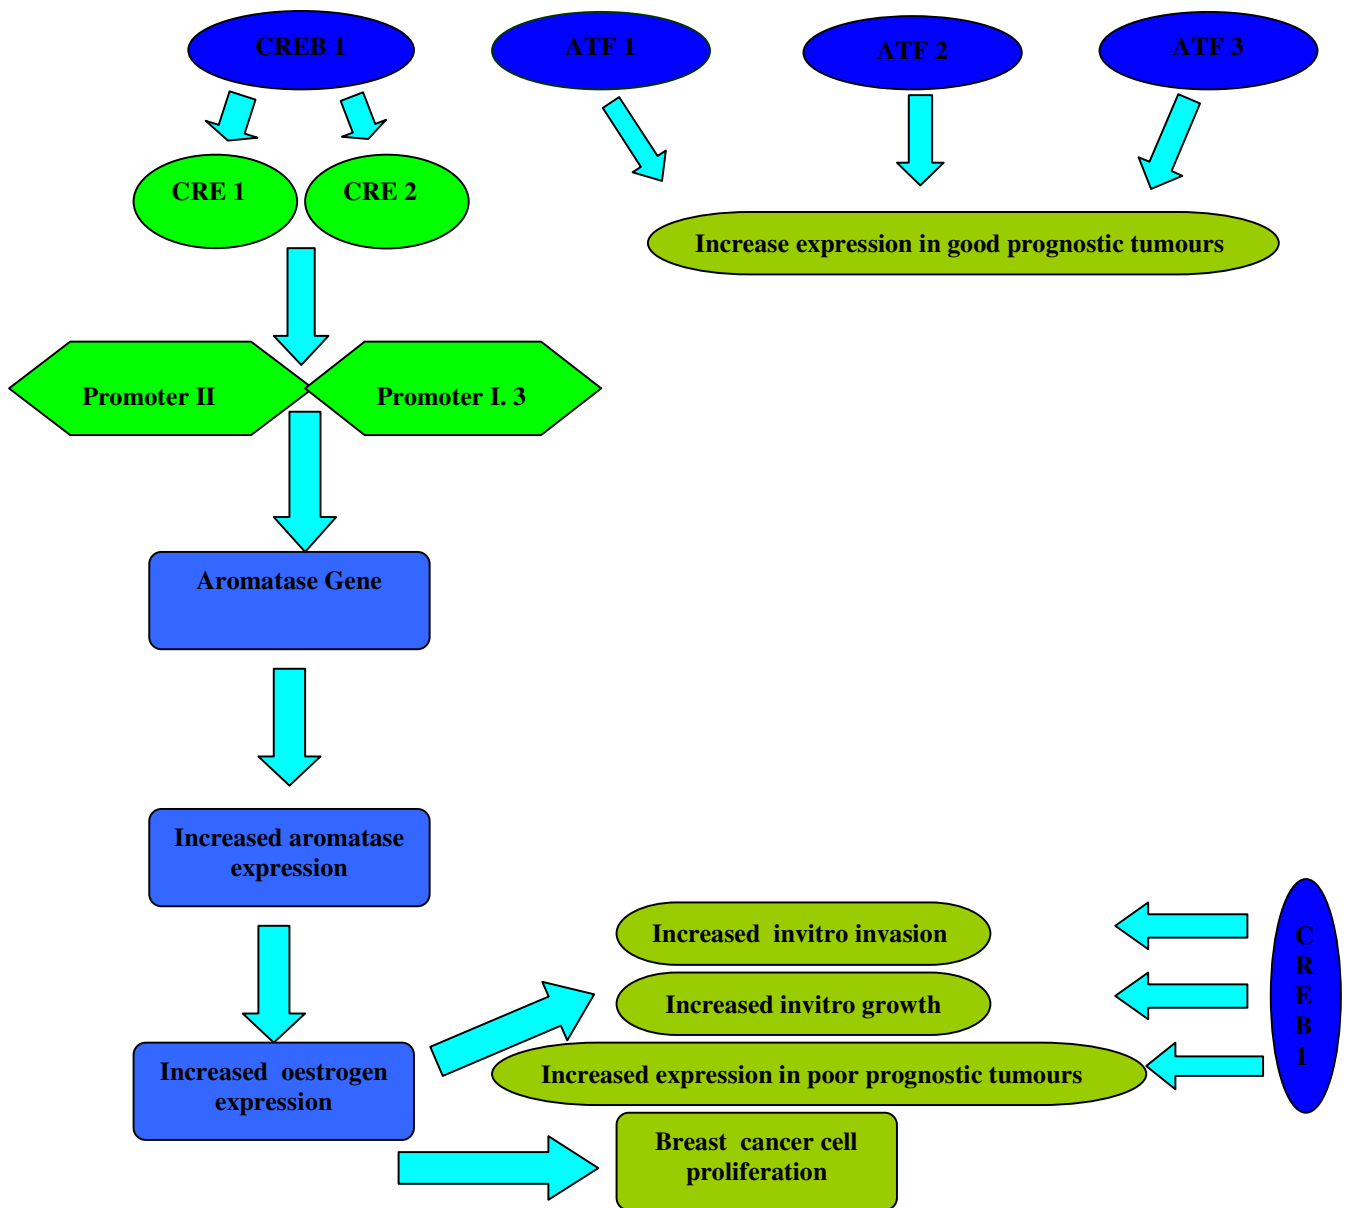 CREB 1
ATF 1
ATF 2
ATF 3
CRE 1
CRE 2
Increase expression in good prognostic tumours
Promoter II
Promoter I. 3
Aromatase Gene
Increased aromatase
expression
Increased invitro invasion
Increased invitro growth
Increased expression in poor prognostic tumours
C
R
E
B
1
Increased oestrogen
expression
Breast cancer cell
proliferation